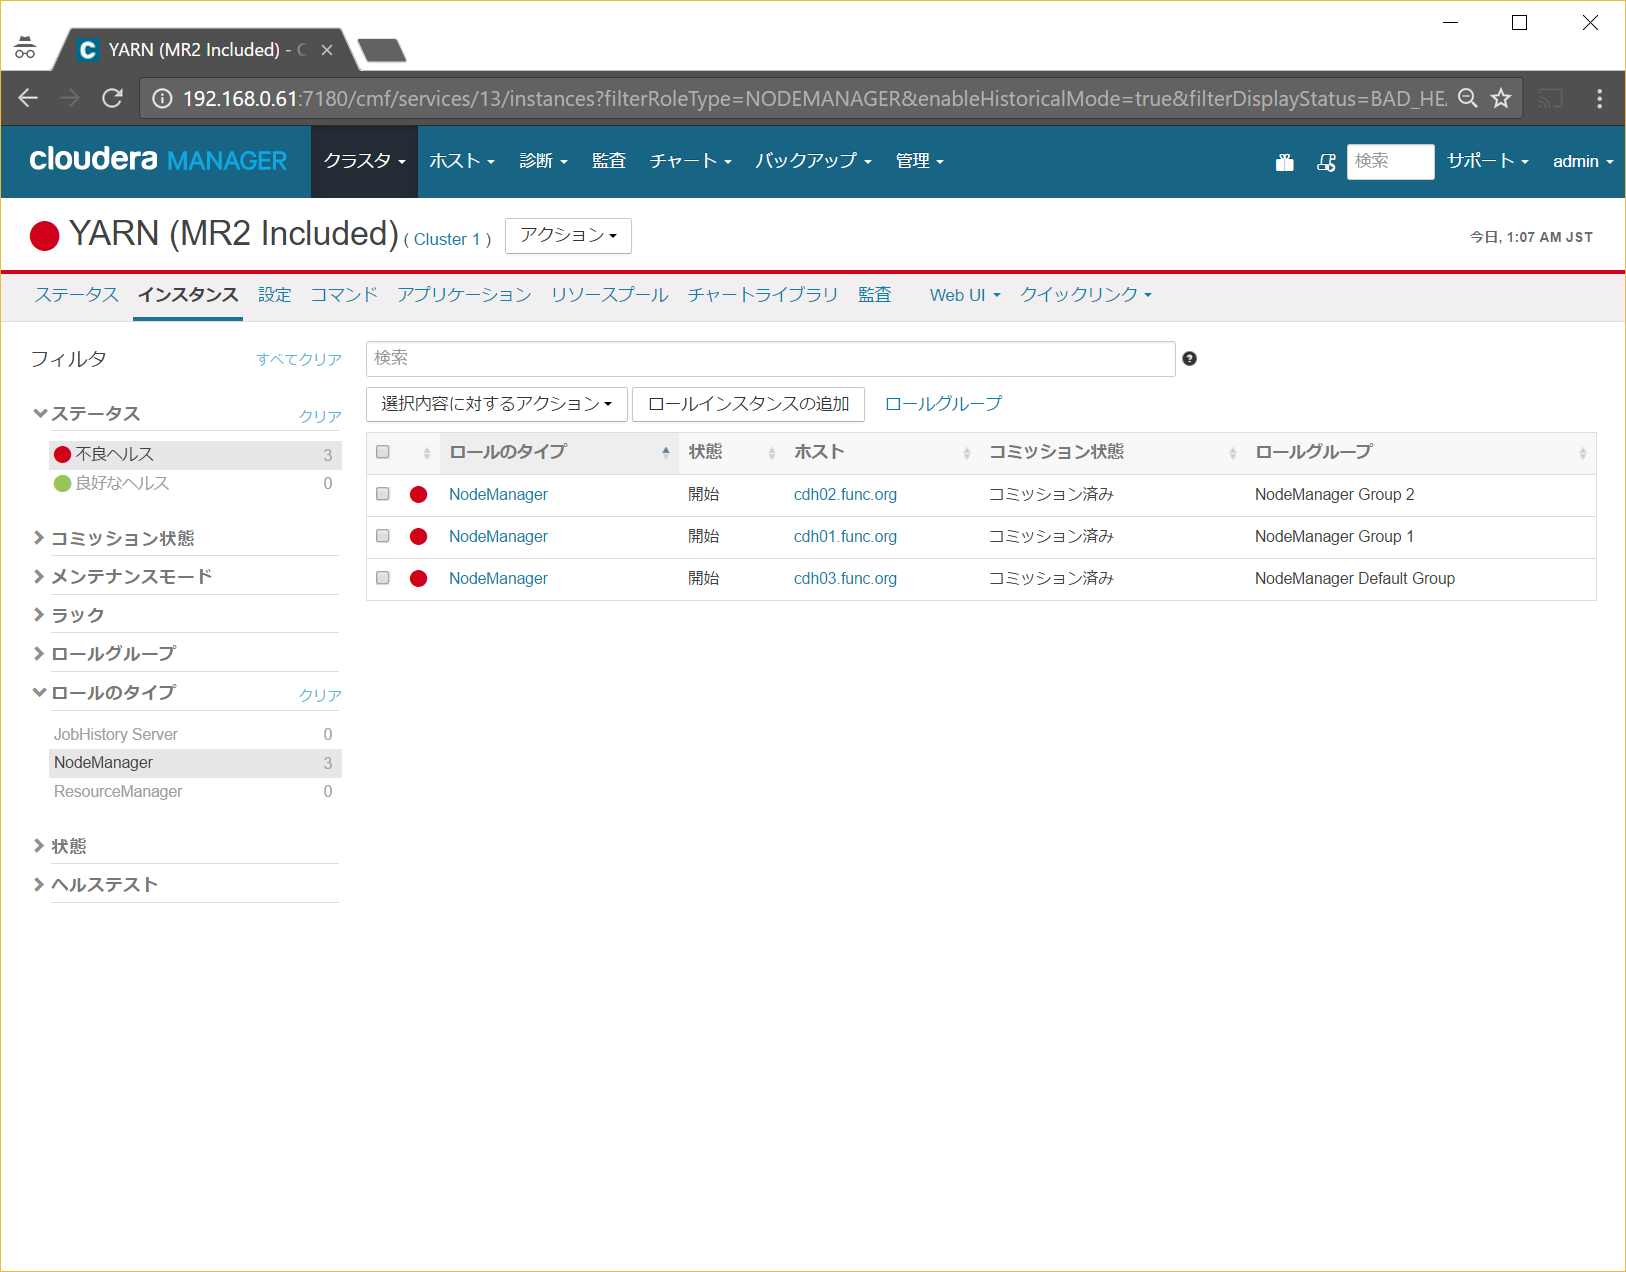 YARN (MR2 Included) -
192.168.0.61:7180/cmf/services/13/instances?filterRoleType=NODEMANAGER&enableHistoricalMode=true&filterDisplayStatus=BAD_HE
cloudera MANAGER クラスタ ホスト 診断 監査 チャート バックアップ 管理 検索 サポート admin
YARN (MR2 Included) ( Cluster 1 ) アクション 今日, 1:07 AM JST
ステータス インスタンス 設定 コマンド アプリケーション リソースプール チャートライブラリ 監査 Web UI クイックリンク
フィルタ すべてクリア
ステータス クリア
不良ヘルス 3
良好なヘルス 0
コミッション状態
メンテナンスモード
ラック
ロールグループ
ロールのタイプ クリア
JobHistory Server 0
NodeManager 3
ResourceManager 0
状態
ヘルステスト
検索 ?
選択内容に対するアクション ロールインスタンスの追加 ロールグループ
ロールのタイプ 状態 ホスト コミッション状態 ロールグループ
NodeManager 開始 cdh02.func.org コミッション済み NodeManager Group 2
NodeManager 開始 cdh01.func.org コミッション済み NodeManager Group 1
NodeManager 開始 cdh03.func.org コミッション済み NodeManager Default Group